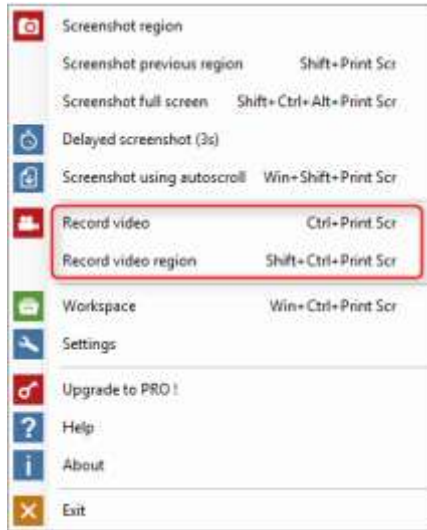 Screenshot region
Screenshot previous region Shift+Print Scr
Screenshot full screen Shift+Ctrl+Alt+Print Scr
Delayed screenshot (3s)
Screenshot using autoscroll Win+Shift+Print Scr
Record video Ctrl+Print Scr
Record video region Shift+Ctrl+Print Scr
Workspace Win+Ctrl+Print Scr
Settings
Upgrade to PRO !
Help
About
Exit